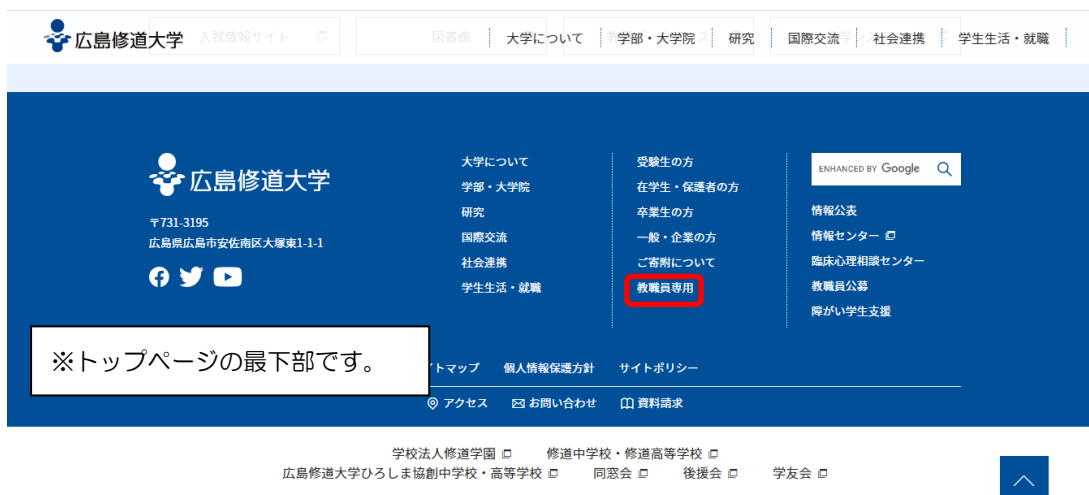 広島修道大学
入試情報サイト
図書館
大学について
学部・大学院
研究
国際交流
社会連携
学生生活・就職
広島修道大学
〒731-3195
広島県広島市安佐南区大塚東1-1-1
大学について
学部・大学院
研究
国際交流
社会連携
学生生活・就職
受験生の方
在学生・保護者の方
卒業生の方
一般・企業の方
ご寄附について
教職員専用
ENHANCED BY Google
情報公表
情報センター
臨床心理相談センター
教職員公募
障がい学生支援
※トップページの最下部です。
イトマップ 個人情報保護方針 サイトポリシー
アクセス お問い合わせ 資料請求
学校法人修道学園 修道中学校・修道高等学校
広島修道大学ひろしま協創中学校・高等学校 同窓会 後援会 学友会